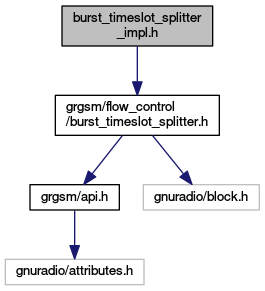 burst_timeslot_splitter
_impl.h
grgsm/flow_control
/burst_timeslot_splitter.h
grgsm/api.h
gnuradio/block.h
gnuradio/attributes.h